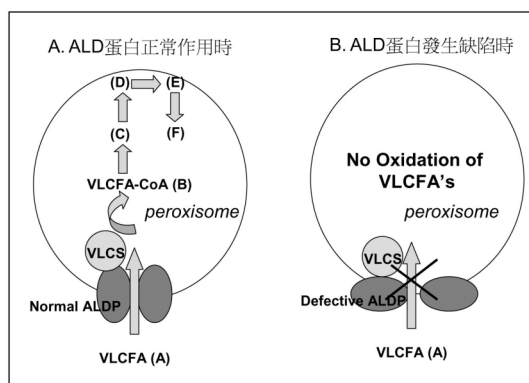 A. ALD蛋白正常作用時
(D)
(E)
(C)
(F)
VLCFA-CoA (B)
peroxisome
VLCS
Normal ALDP
VLCFA (A)
B. ALD蛋白發生缺陷時
No Oxidation of
VLCFA's
peroxisome
VLCS
Defective ALDP
VLCFA (A)